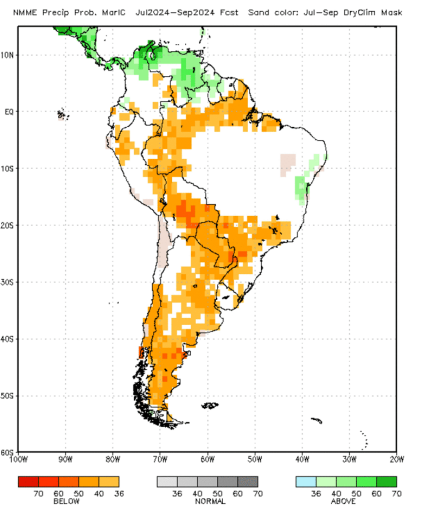 NMME Precip Prob. MarIC Jul2024-Sep2024 Fcst Sand color: Jul-Sep DryClim Mask
10N
EQ
10S
20S
30S
40S
50S
60S
100W 90W 80W 70W 60W 50W 40W 30W 20W
70 60 50 40 36 36 40 50 60 70 36 40 50 60 70
BELOW NORMAL ABOVE